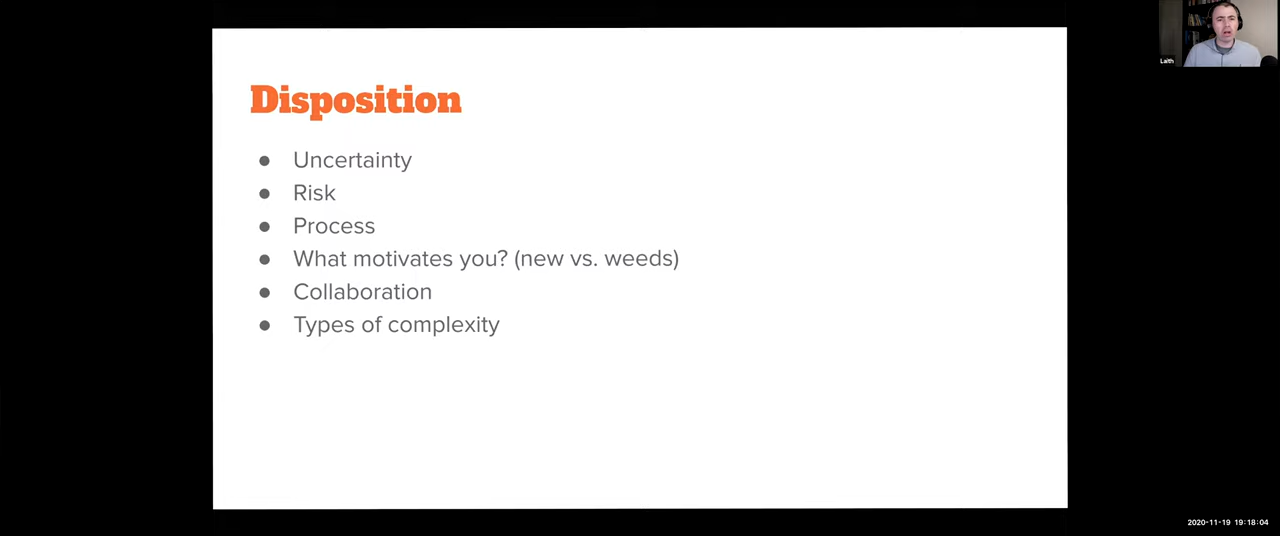 Disposition
● Uncertainty
● Risk
● Process
● What motivates you? (new vs. weeds)
● Collaboration
● Types of complexity
Laith
2020-11-19 19:18:04